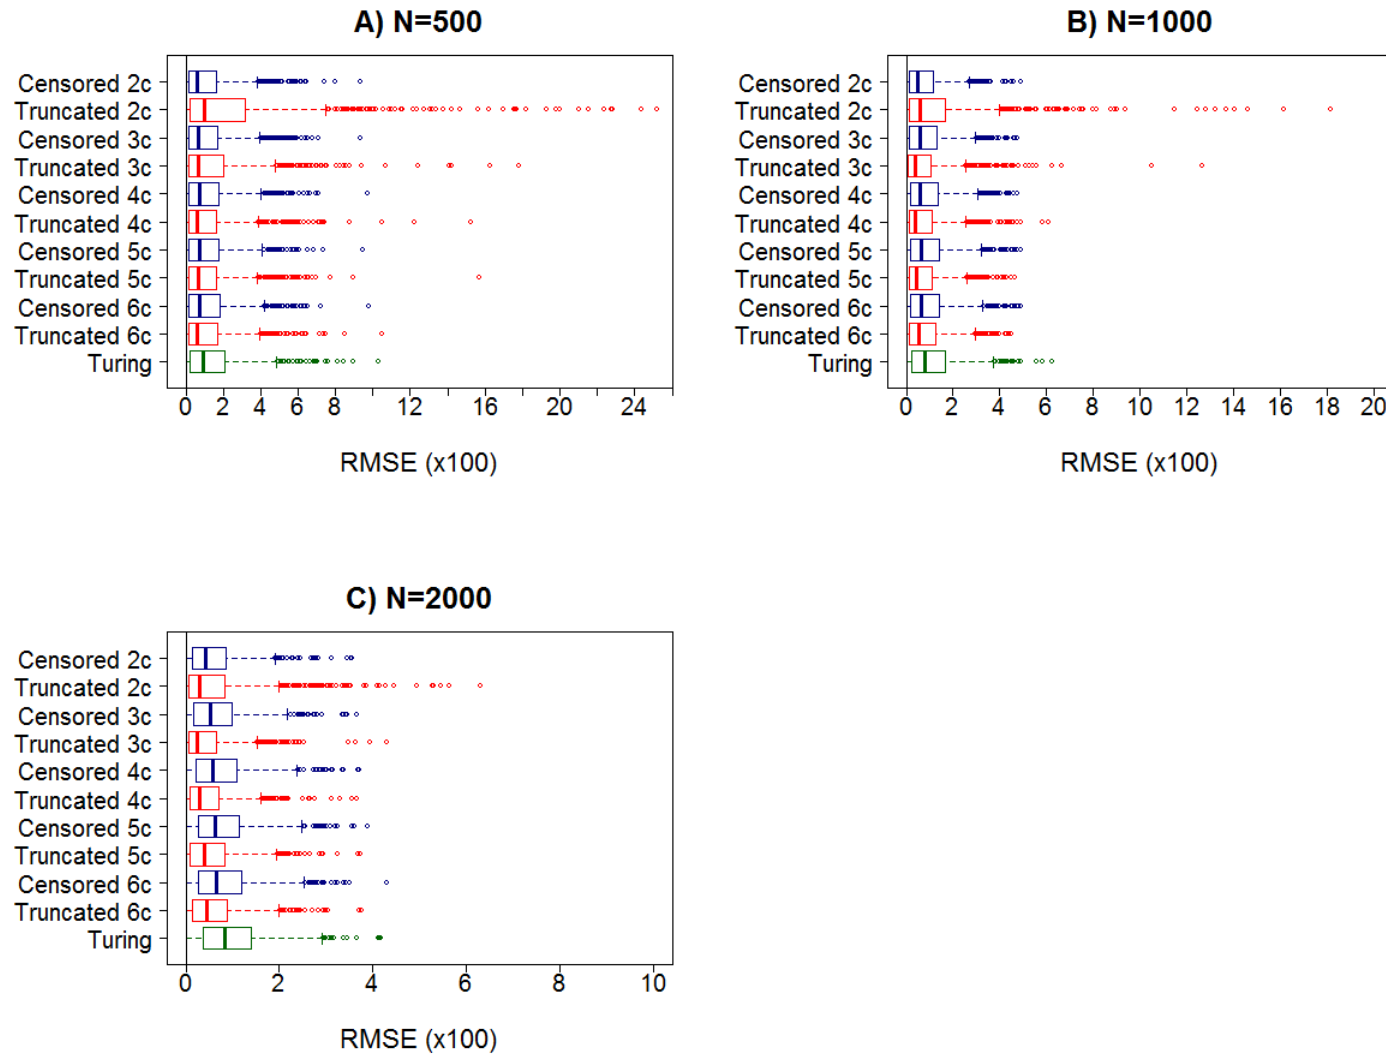 A) N=500
Censored 2c
Truncated 2c
Censored 3c
Truncated 3c
Censored 4c
Truncated 4c
Censored 5c
Truncated 5c
Censored 6c
Truncated 6c
Turing
0 2 4 6 8 12 16 20 24
RMSE (x100)
B) N=1000
Censored 2c
Truncated 2c
Censored 3c
Truncated 3c
Censored 4c
Truncated 4c
Censored 5c
Truncated 5c
Censored 6c
Truncated 6c
Turing
0 2 4 6 8 10 12 14 16 18 20
RMSE (x100)
C) N=2000
Censored 2c
Truncated 2c
Censored 3c
Truncated 3c
Censored 4c
Truncated 4c
Censored 5c
Truncated 5c
Censored 6c
Truncated 6c
Turing
0 2 4 6 8 10
RMSE (x100)